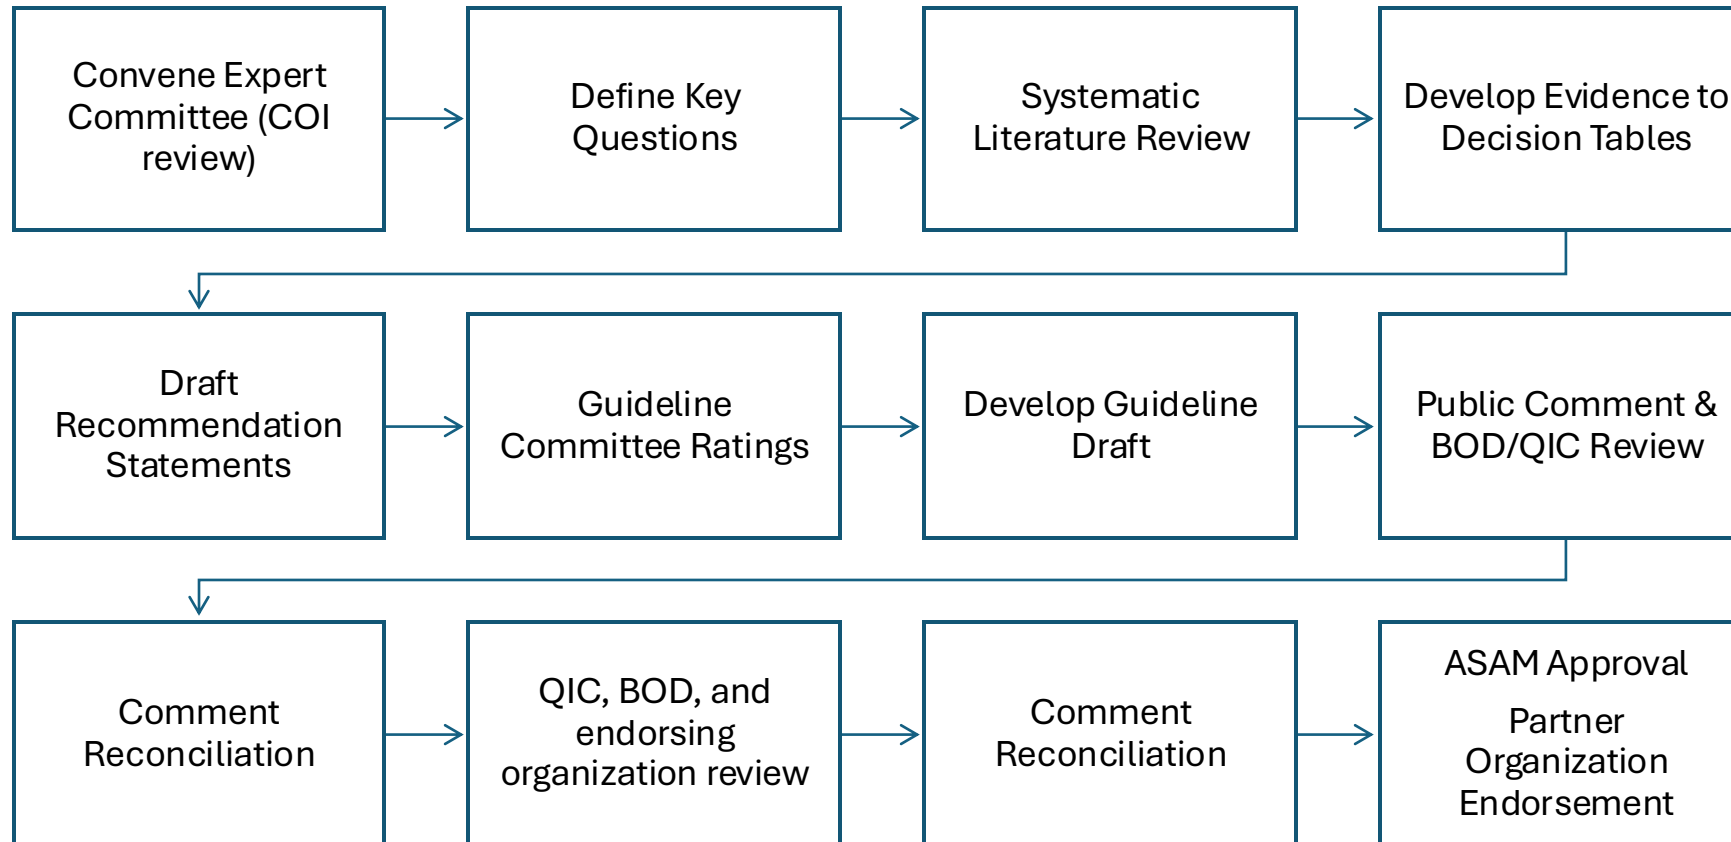 Convene Expert
Committee (COI
review)
Define Key
Questions
Systematic
Literature Review
Develop Evidence to
Decision Tables
Draft
Recommendation
Statements
Guideline
Committee Ratings
Develop Guideline
Draft
Public Comment &
BOD/QIC Review
Comment
Reconciliation
QIC, BOD, and
endorsing
organization review
Comment
Reconciliation
ASAM Approval
Partner
Organization
Endorsement